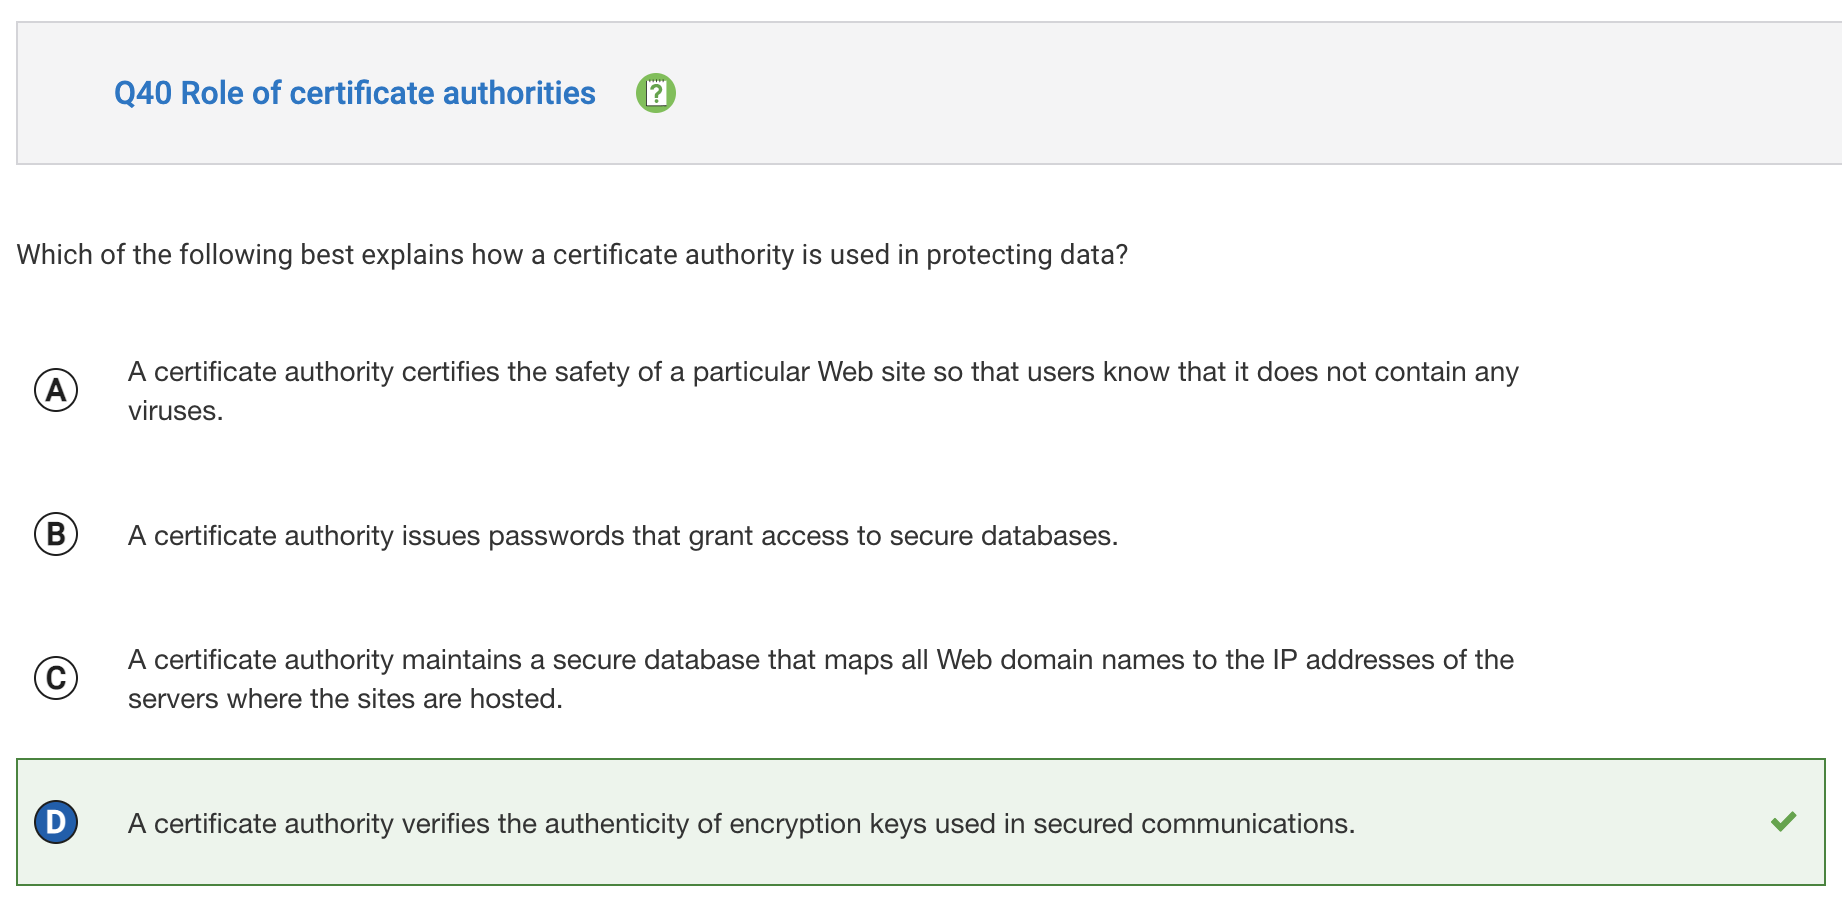 Q40 Role of certificate authorities ?
Which of the following best explains how a certificate authority is used in protecting data?
A
A certificate authority certifies the safety of a particular Web site so that users know that it does not contain any
viruses.
B
A certificate authority issues passwords that grant access to secure databases.
C
A certificate authority maintains a secure database that maps all Web domain names to the IP addresses of the
servers where the sites are hosted.
D
A certificate authority verifies the authenticity of encryption keys used in secured communications.